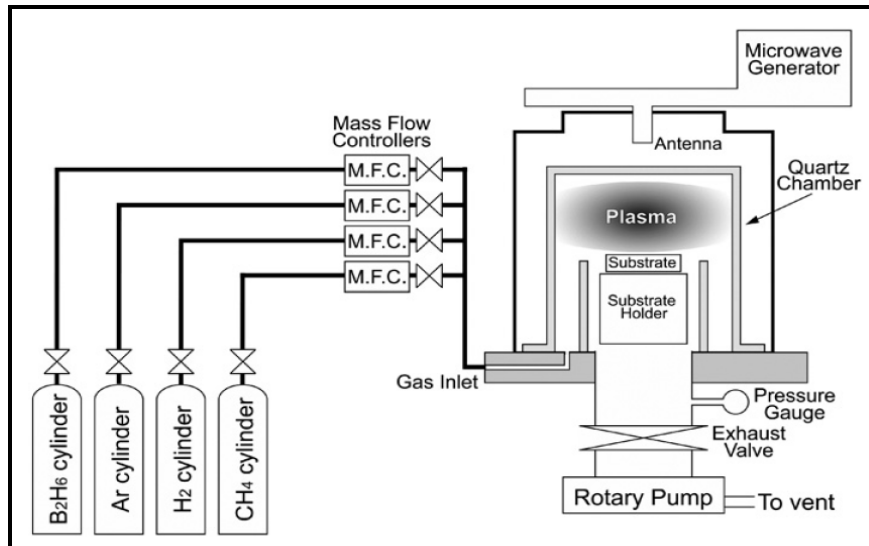 Microwave
Generator
Mass Flow
Controllers
Antenna
M.F.C.
M.F.C.
M.F.C.
M.F.C.
Quartz
Chamber
Plasma
Substrate
Substrate
Holder
Gas Inlet
Pressure
Gauge
Exhaust
Valve
B2H6 cylinder
Ar cylinder
H2 cylinder
CH4 cylinder
Rotary Pump
To vent